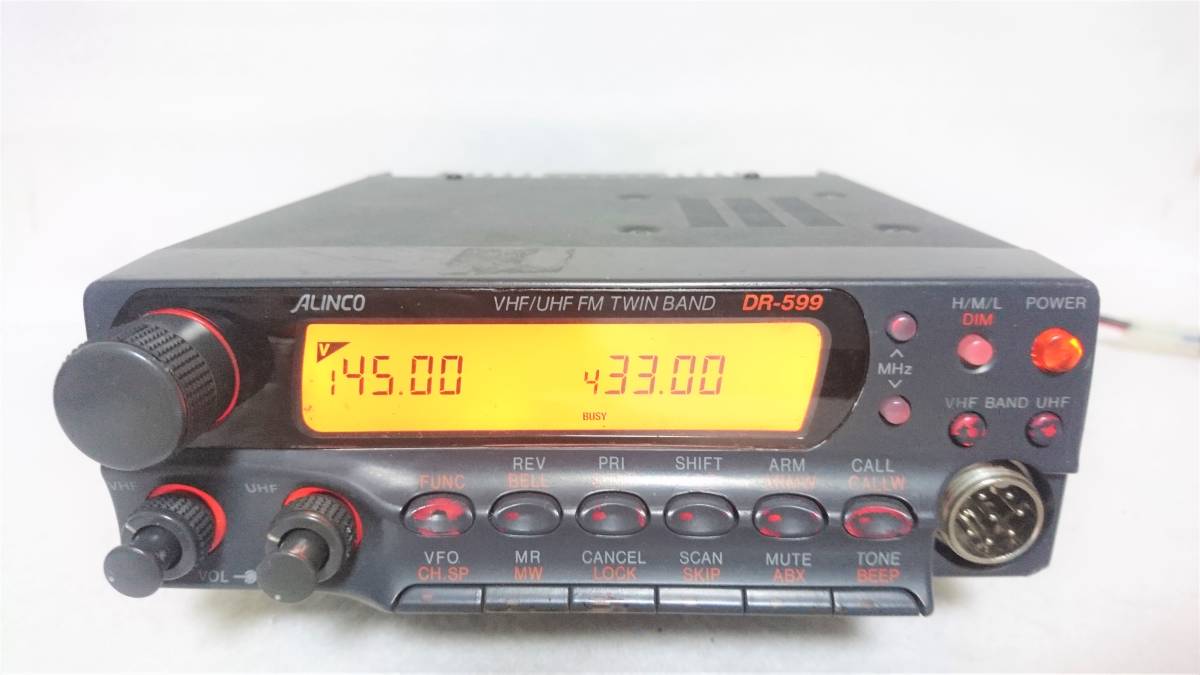 ALINCO VHF/UHF FM TWIN BAND DR-599
H/M/L POWER
DIM
V
145.00 433.00
BUSY
MHz
VHF BAND UHF
VHF UHF
REV PRI SHIFT ARM CALL
FUNC BELL CALLW
VFO MR CANCEL SCAN MUTE TONE
CH.SP MW LOCK SKIP ABX BEEP
VOL